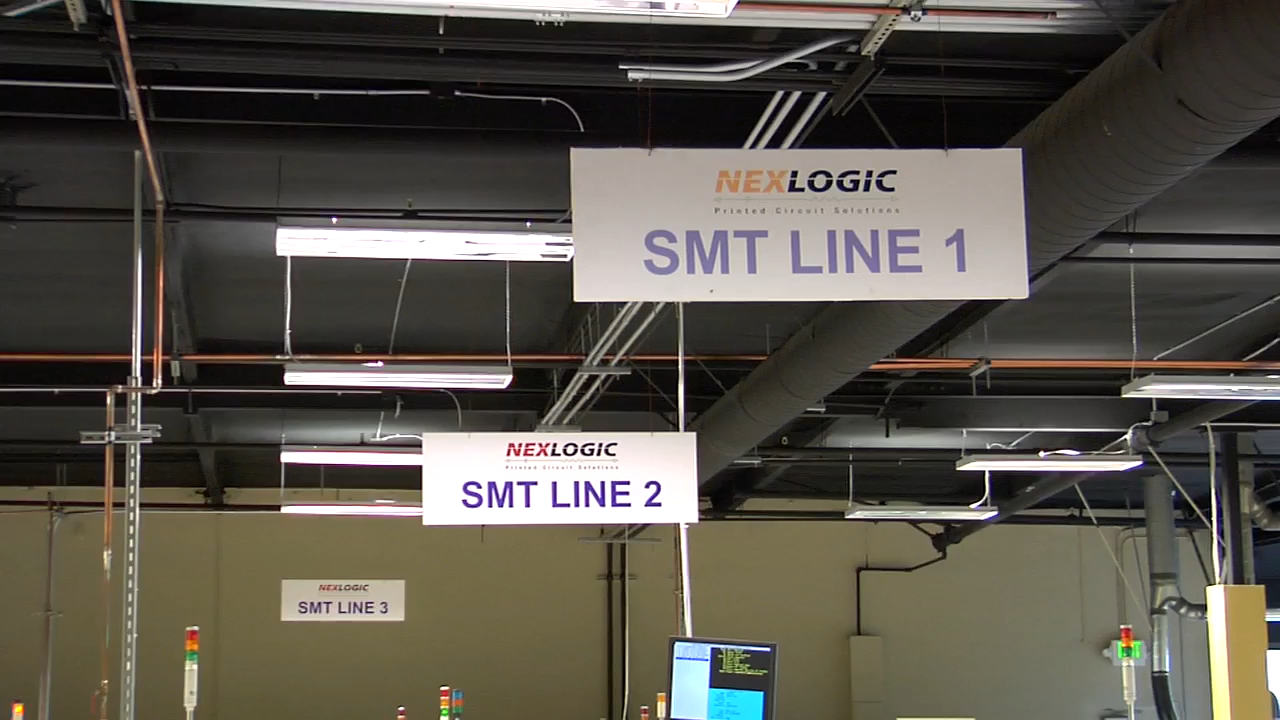 NEXLOGIC
Printed Circuit Solutions
SMT LINE 1
NEXLOGIC
Printed Circuit Solutions
SMT LINE 2
NEXLOGIC
SMT LINE 3